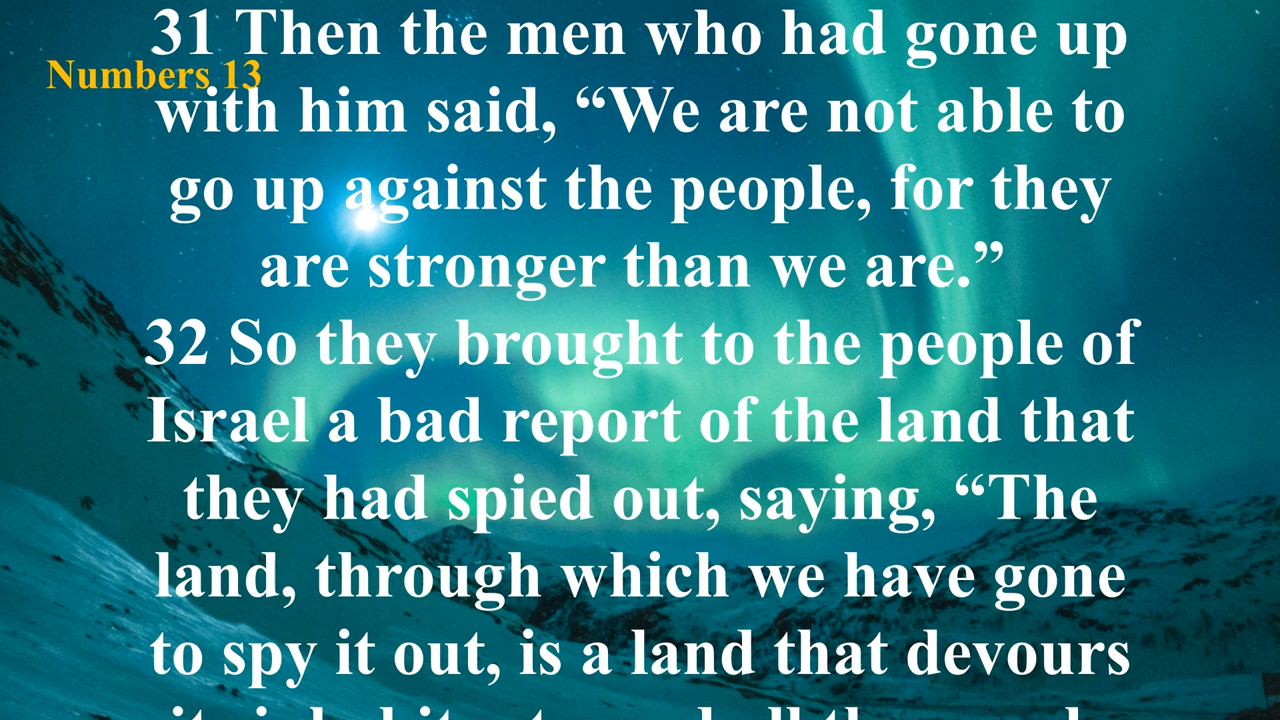 31 Then the men who had gone up
Numbers 13
with him said, “We are not able to
go up against the people, for they
are stronger than we are.”
32 So they brought to the people of
Israel a bad report of the land that
they had spied out, saying, “The
land, through which we have gone
to spy it out, is a land that devours